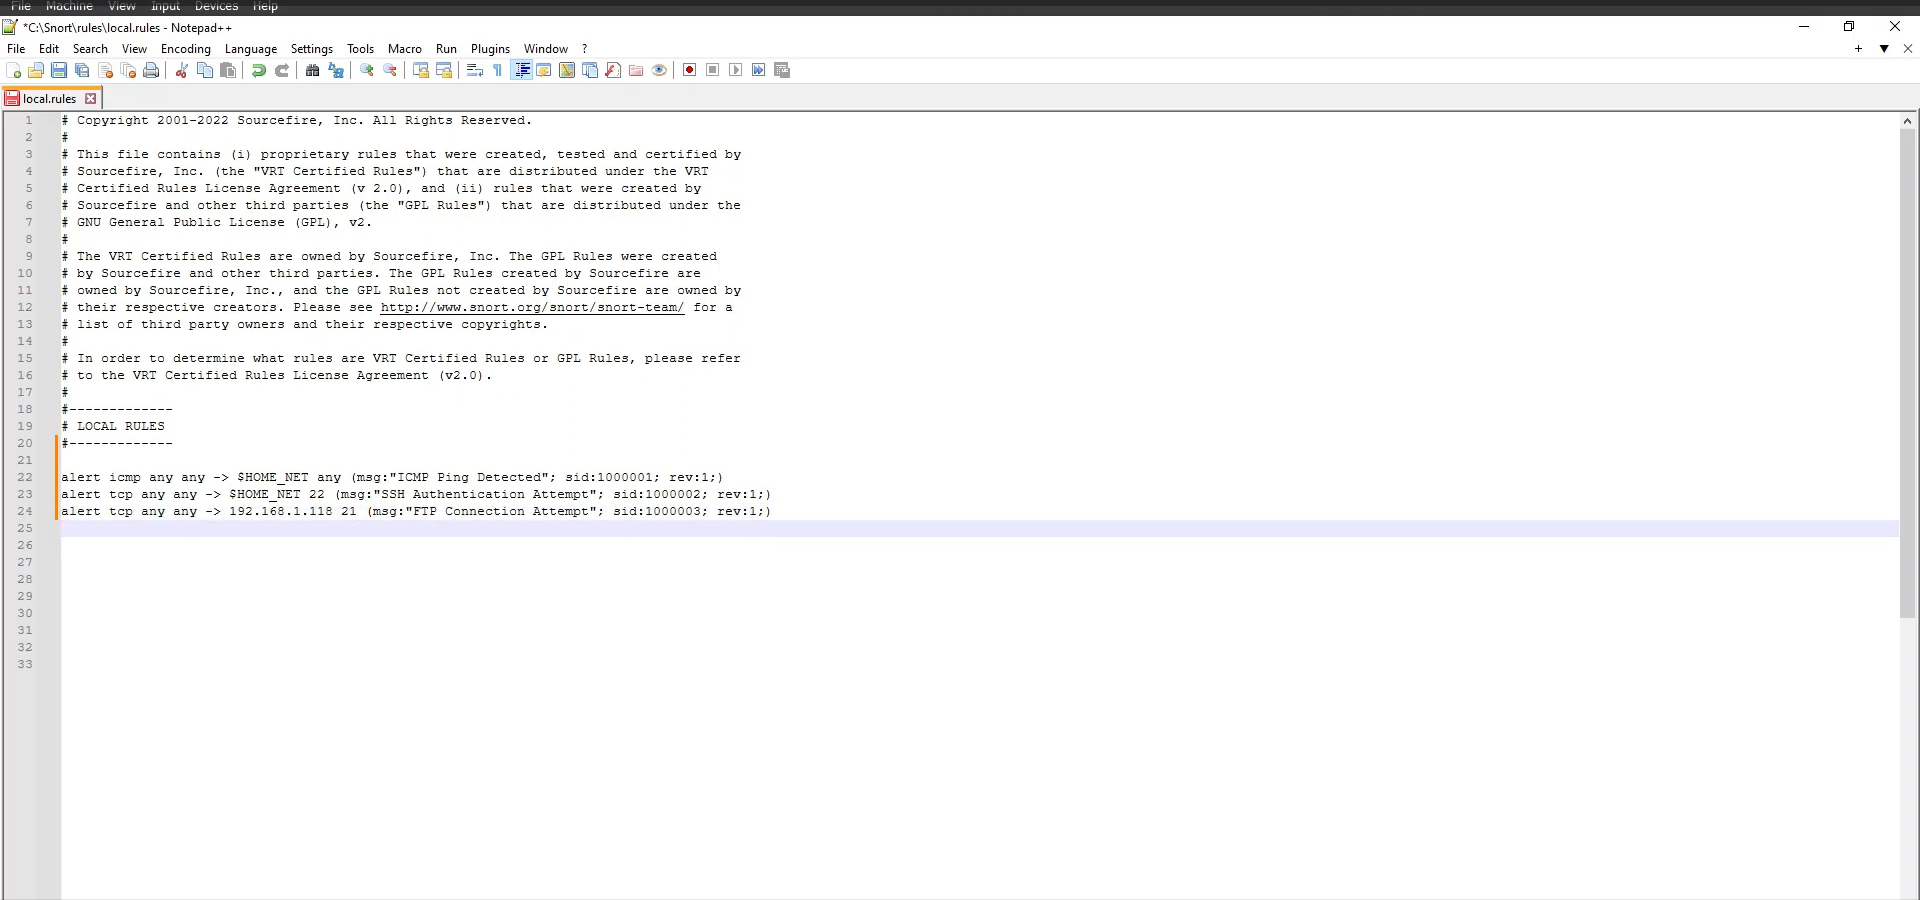 File Machine View Input Devices Help
*C:\Snort\rules\local.rules - Notepad++
File Edit Search View Encoding Language Settings Tools Macro Run Plugins Window ?
local.rules
1 # Copyright 2001-2022 Sourcefire, Inc. All Rights Reserved.
2 #
3 # This file contains (i) proprietary rules that were created, tested and certified by
4 # Sourcefire, Inc. (the "VRT Certified Rules") that are distributed under the VRT
5 # Certified Rules License Agreement (v 2.0), and (ii) rules that were created by
6 # Sourcefire and other third parties (the "GPL Rules") that are distributed under the
7 # GNU General Public License (GPL), v2.
8 #
9 # The VRT Certified Rules are owned by Sourcefire, Inc. The GPL Rules were created
10 # by Sourcefire and other third parties. The GPL Rules created by Sourcefire are
11 # owned by Sourcefire, Inc., and the GPL Rules not created by Sourcefire are owned by
12 # their respective creators. Please see http://www.snort.org/snort/snort-team/ for a
13 # list of third party owners and their respective copyrights.
14 #
15 # In order to determine what rules are VRT Certified Rules or GPL Rules, please refer
16 # to the VRT Certified Rules License Agreement (v2.0).
17 #
18 #-------------
19 # LOCAL RULES
20 #-------------
21
22 alert icmp any any -> $HOME_NET any (msg:"ICMP Ping Detected"; sid:1000001; rev:1;)
23 alert tcp any any -> $HOME_NET 22 (msg:"SSH Authentication Attempt"; sid:1000002; rev:1;)
24 alert tcp any any -> 192.168.1.118 21 (msg:"FTP Connection Attempt"; sid:1000003; rev:1;)
25
26
27
28
29
30
31
32
33